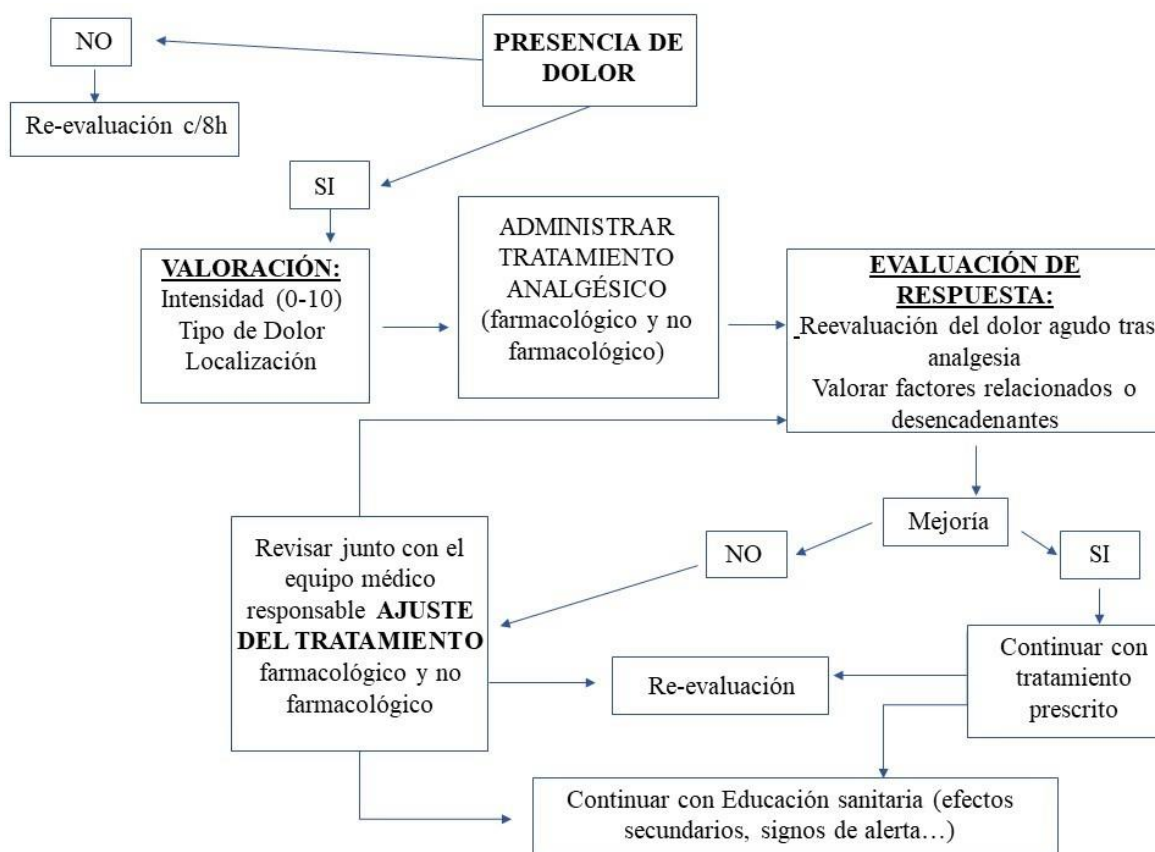 NO
PRESENCIA DE
DOLOR
Re-evaluación c/8h
SI
VALORACIÓN:
Intensidad (0-10)
Tipo de Dolor
Localización
ADMINISTRAR
TRATAMIENTO
ANALGÉSICO
(farmacológico y no
farmacológico)
EVALUACIÓN DE
RESPUESTA:
Reevaluación del dolor agudo tras
analgesia
Valorar factores relacionados o
desencadenantes
Mejoría
NO
SI
Revisar junto con el
equipo médico
responsable AJUSTE
DEL TRATAMIENTO
farmacológico y no
farmacológico
Re-evaluación
Continuar con
tratamiento
prescrito
Continuar con Educación sanitaria (efectos
secundarios, signos de alerta…)